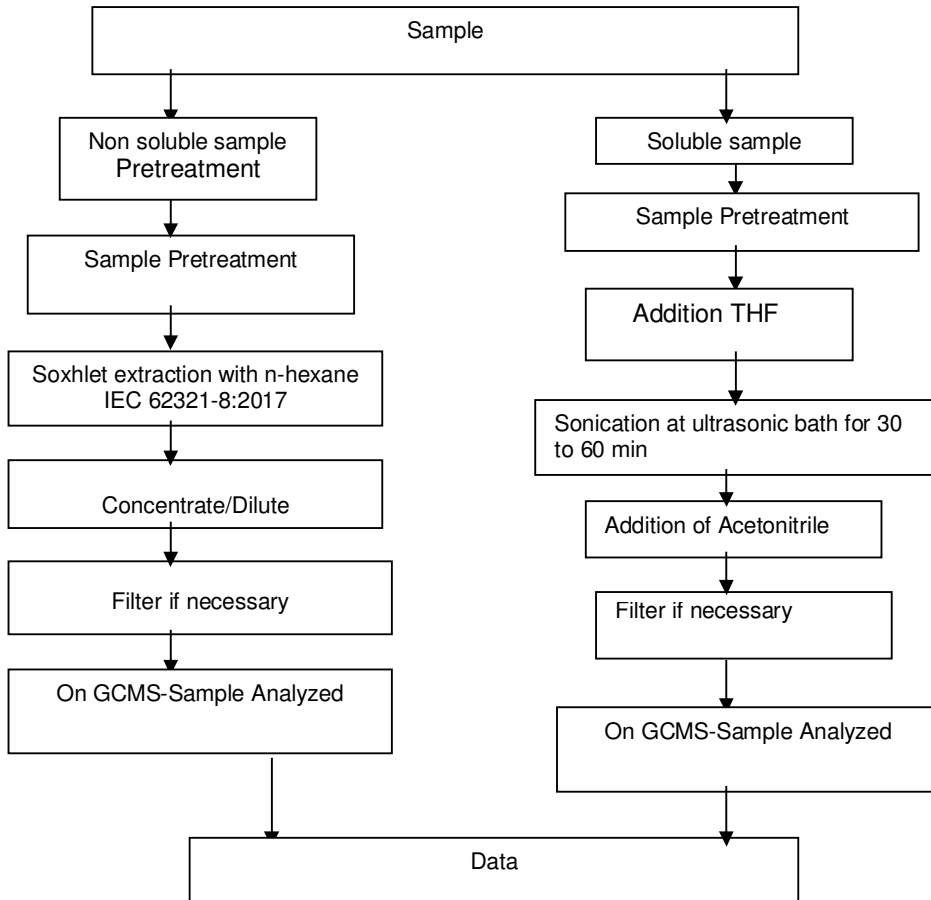 Sample
Non soluble sample
Pretreatment
Sample Pretreatment
Soxhlet extraction with n-hexane
IEC 62321-8:2017
Concentrate/Dilute
Filter if necessary
On GCMS-Sample Analyzed
Soluble sample
Sample Pretreatment
Addition THF
Sonication at ultrasonic bath for 30
to 60 min
Addition of Acetonitrile
Filter if necessary
On GCMS-Sample Analyzed
Data